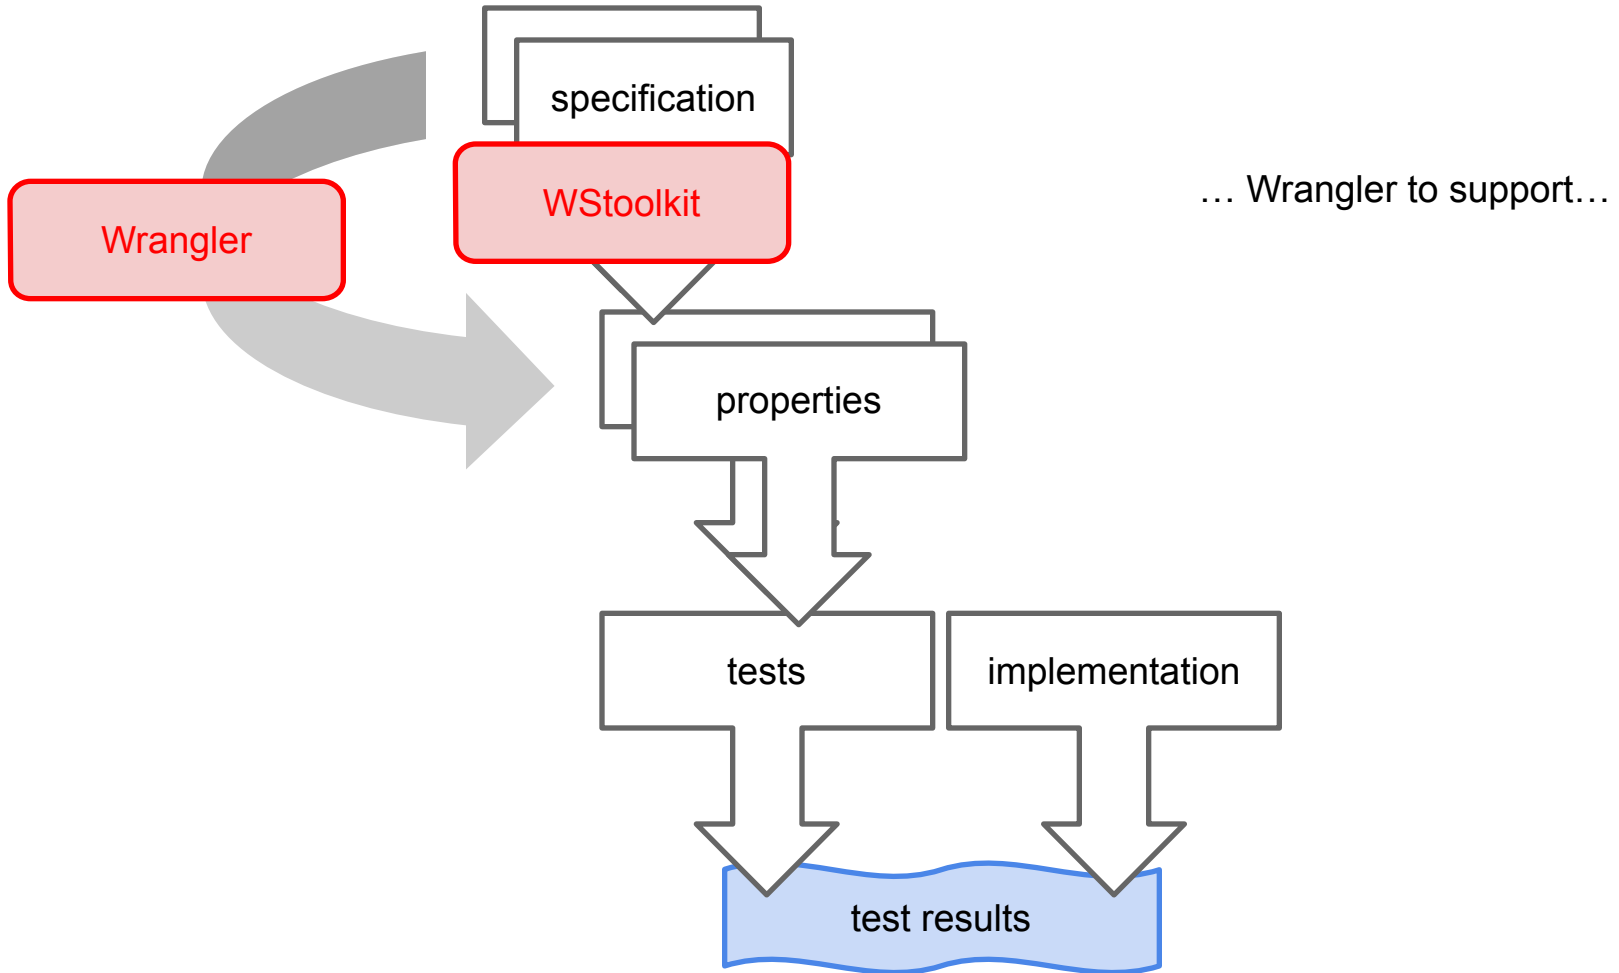 specification
WStoolkit
… Wrangler to support…
Wrangler
properties
tests
implementation
test results